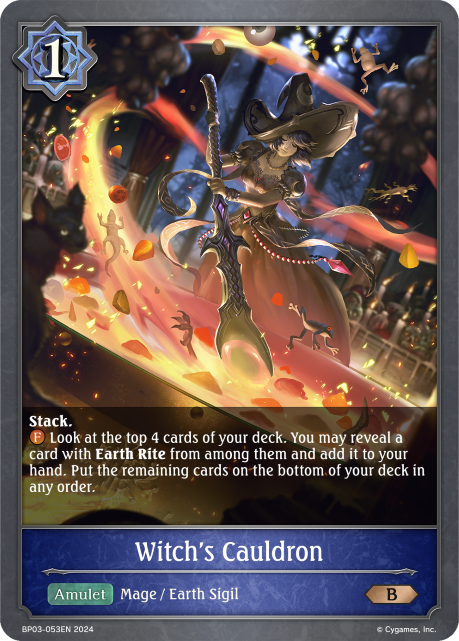 1
Stack.
F Look at the top 4 cards of your deck. You may reveal a
card with Earth Rite from among them and add it to your
hand. Put the remaining cards on the bottom of your deck in
any order.
Witch's Cauldron
Amulet Mage / Earth Sigil B
BP03-053EN 2024 © Cygames, Inc.